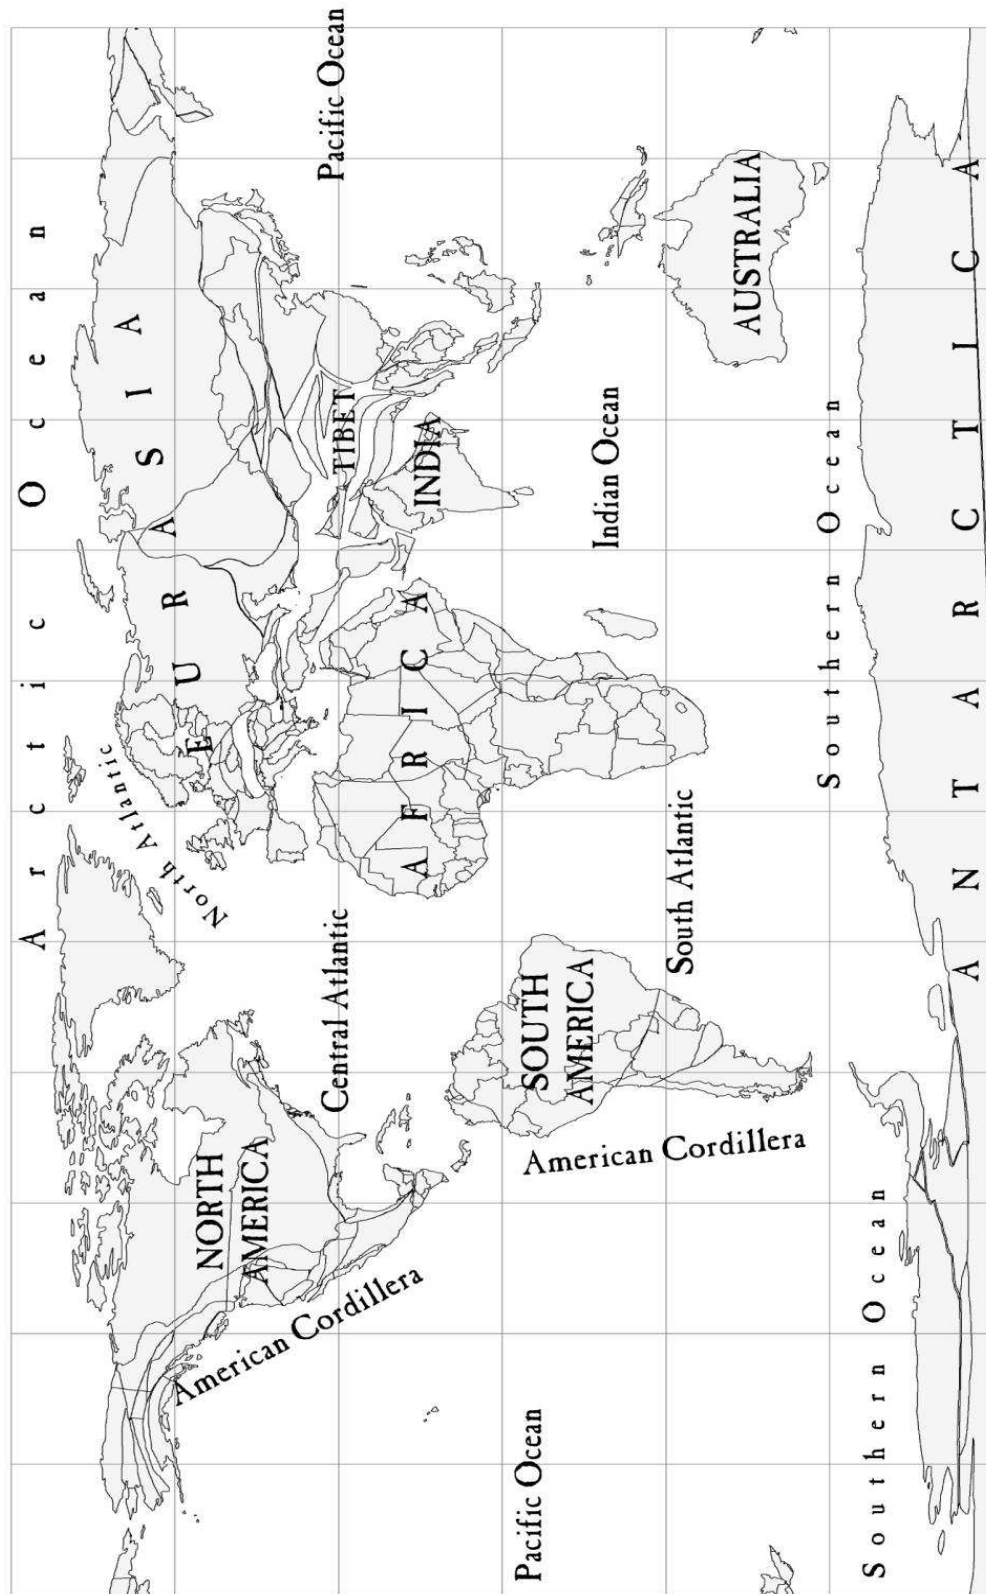 Arctic Ocean
EURASIA
North Atlantic
NORTH
AMERICA
American Cordillera
Central Atlantic
Pacific Ocean
TIBET
INDIA
AFRICA
Pacific Ocean
SOUTH
AMERICA
American Cordillera
Indian Ocean
South Atlantic
AUSTRALIA
Southern Ocean
Southern Ocean
ANTARCTICA